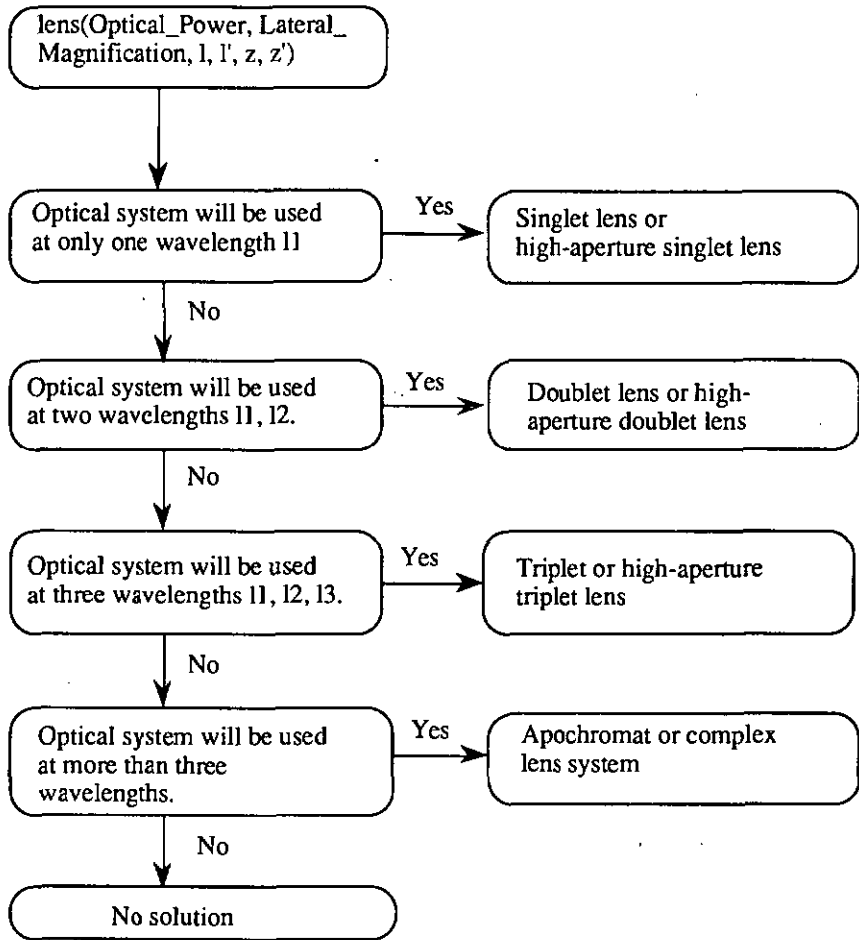 lens(Optical_Power, Lateral_
Magnification, l, l', z, z')
Optical system will be used
at only one wavelength l1
Yes
Singlet lens or
high-aperture singlet lens
No
Optical system will be used
at two wavelengths l1, l2.
Yes
Doublet lens or high-
aperture doublet lens
No
Optical system will be used
at three wavelengths l1, l2, l3.
Yes
Triplet or high-aperture
triplet lens
No
Optical system will be used
at more than three
wavelengths.
Yes
Apochromat or complex
lens system
No
No solution